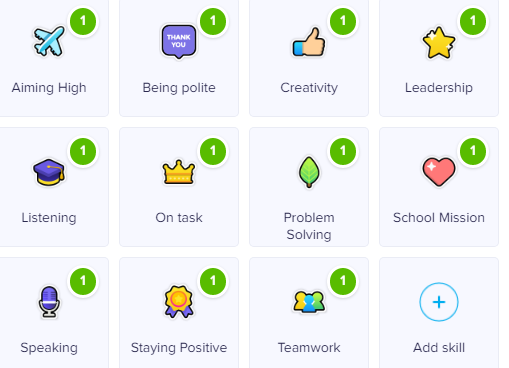 1 1 1 1
THANK
YOU
Aiming High Being polite Creativity Leadership
1 1 1 1
Listening On task Problem School Mission
Solving
1 1 1
Speaking Staying Positive Teamwork Add skill